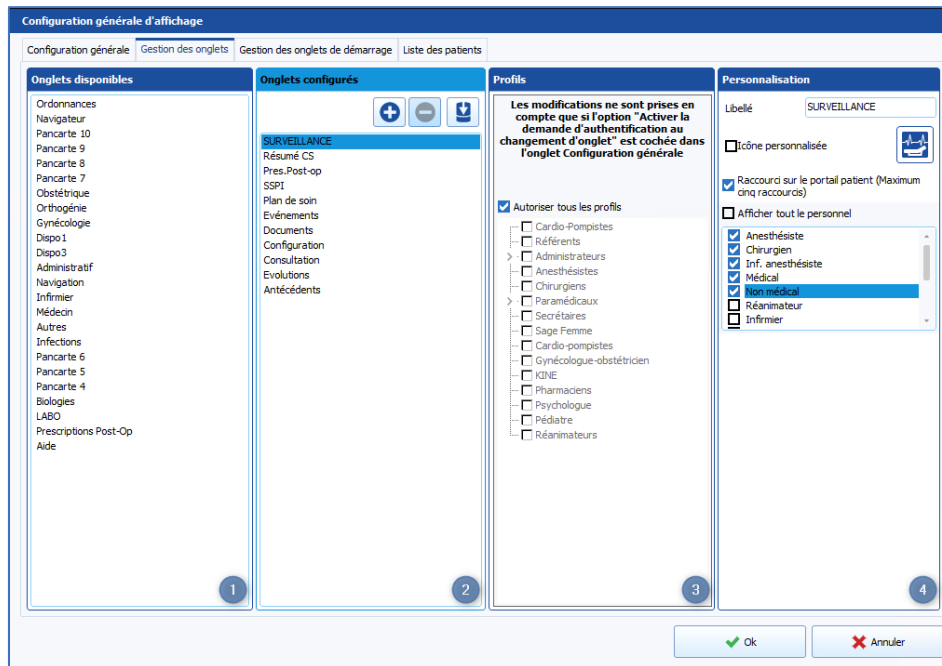 Configuration générale d'affichage
Configuration générale
Gestion des onglets
Gestion des onglets de démarrage
Liste des patients
Onglets disponibles
Ordonnances
Navigateur
Pancarte 10
Pancarte 9
Pancarte 8
Pancarte 7
Obstétrique
Orthogénie
Gynécologie
Dispo1
Dispo3
Administratif
Navigation
Infirmier
Médecin
Autres
Infections
Pancarte 6
Pancarte 5
Pancarte 4
Biologies
LABO
Prescriptions Post-Op
Aide
1
Onglets configurés
SURVEILLANCE
Résumé CS
Pres.Post-op
SSPI
Plan de soin
Evénements
Documents
Configuration
Consultation
Evolutions
Antécédents
2
Profils
Les modifications ne sont prises en
compte que si l'option "Activer la
demande d'authentification au
changement d'onglet" est cochée dans
l'onglet Configuration générale
Autoriser tous les profils
Cardio-Pompistes
Référents
Administrateurs
Anesthésistes
Chirurgiens
Paramédicaux
Secrétaires
Sage Femme
Cardio-pompistes
Gynécologue-obstétricien
KINE
Pharmaciens
Psychologue
Pédiatre
Réanimateurs
3
Personnalisation
Libellé
SURVEILLANCE
Icône personnalisée
Raccourci sur le portail patient (Maximum
cinq raccourcis)
Afficher tout le personnel
Anesthésiste
Chirurgien
Inf. anesthésiste
Médical
Non médical
Réanimateur
Infirmier
4
Ok
Annuler